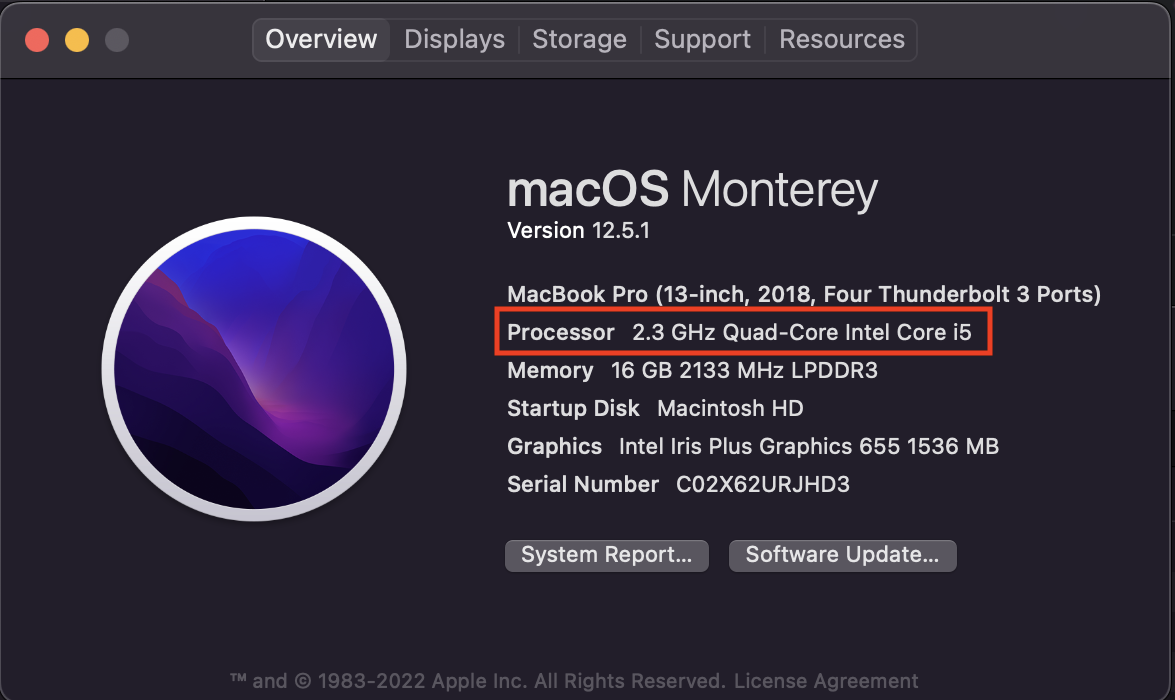 Overview Displays Storage Support Resources
macOS Monterey
Version 12.5.1
MacBook Pro (13-inch, 2018, Four Thunderbolt 3 Ports)
Processor 2.3 GHz Quad-Core Intel Core i5
Memory 16 GB 2133 MHz LPDDR3
Startup Disk Macintosh HD
Graphics Intel Iris Plus Graphics 655 1536 MB
Serial Number C02X62URJHD3
System Report... Software Update...
™ and © 1983-2022 Apple Inc. All Rights Reserved. License Agreement